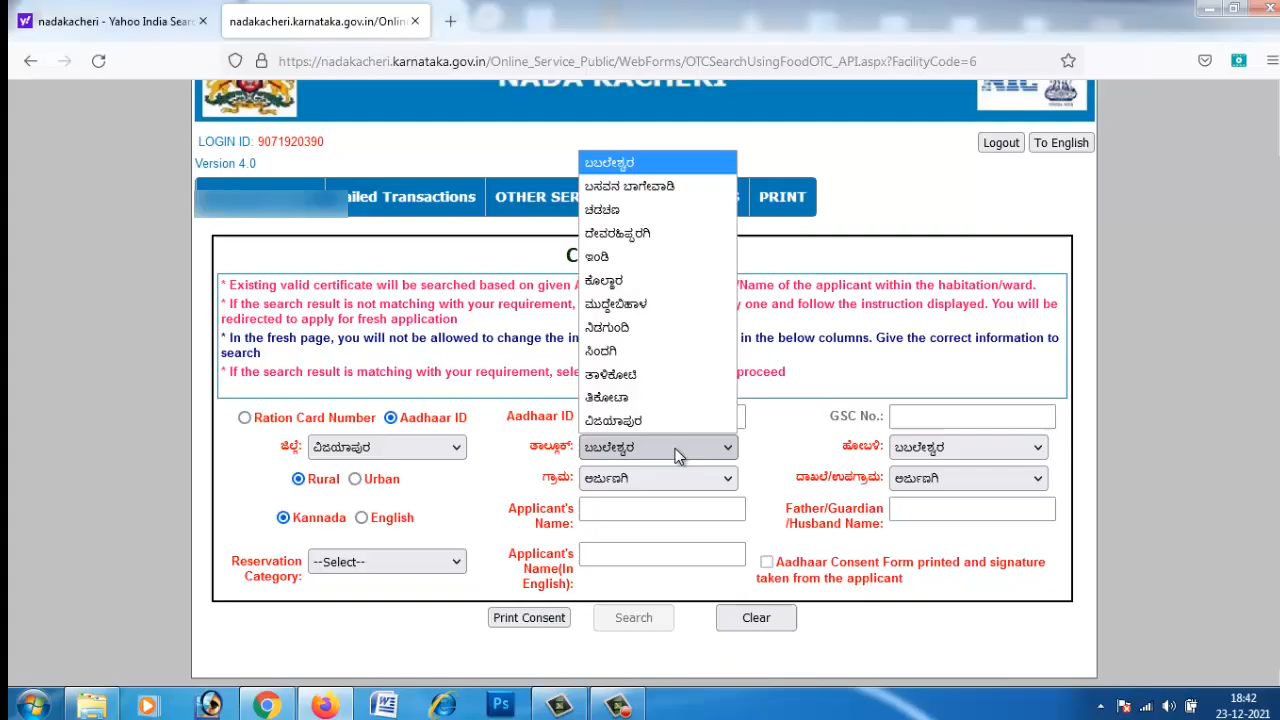 nadakacheri - Yahoo India Sear
nadakacheri.karnataka.gov.in/Onlin
https://nadakacheri.karnataka.gov.in/Online_Service_Public/WebForms/OTCSearchUsingFood_OTC_API.aspx?FacilityCode=6
NADA KACHERI
LOGIN ID: 9071920390
Logout
To English
Version 4.0
iled Transactions
OTHER SER
S
PRINT
C
* Existing valid certificate will be searched based on given A
/Name of the applicant within the habitation/ward.
* If the search result is not matching with your requirement,
y one and follow the instruction displayed. You will be
redirected to apply for fresh application
* In the fresh page, you will not be allowed to change the in
in the below columns. Give the correct information to
search
* If the search result is matching with your requirement, sele
proceed
ಬಬಲೇಶ್ವರ
ಬಸವನ ಬಾಗೇವಾಡಿ
ಚಡಚಣ
ದೇವರಹಿಪ್ಪರಗಿ
ಇಂಡಿ
ಕೊಲ್ಹಾರ
ಮುದ್ದೇಬಿಹಾಳ
ನಿಡಗುಂದಿ
ಸಿಂದಗಿ
ತಾಳಿಕೋಟಿ
ತಿಕೋಟಾ
ವಿಜಯಾಪುರ
Ration Card Number Aadhaar ID
Aadhaar ID
GSC No.:
ಜಿಲ್ಲೆ: ವಿಜಯಾಪುರ
ತಾಲ್ಲೂಕ್: ಬಬಲೇಶ್ವರ
ಹೋಬಳಿ: ಬಬಲೇಶ್ವರ
Rural Urban
ಗ್ರಾಮ: ಅರ್ಜುಣಗಿ
ದಾಖಲೆ/ಉಪಗ್ರಾಮ: ಅರ್ಜುಣಗಿ
Kannada English
Applicant's
Name:
Father/Guardian
/Husband Name:
Reservation
Category:
--Select--
Applicant's
Name(In
English):
Aadhaar Consent Form printed and signature
taken from the applicant
Print Consent
Search
Clear
Ps
18:42
23-12-2021